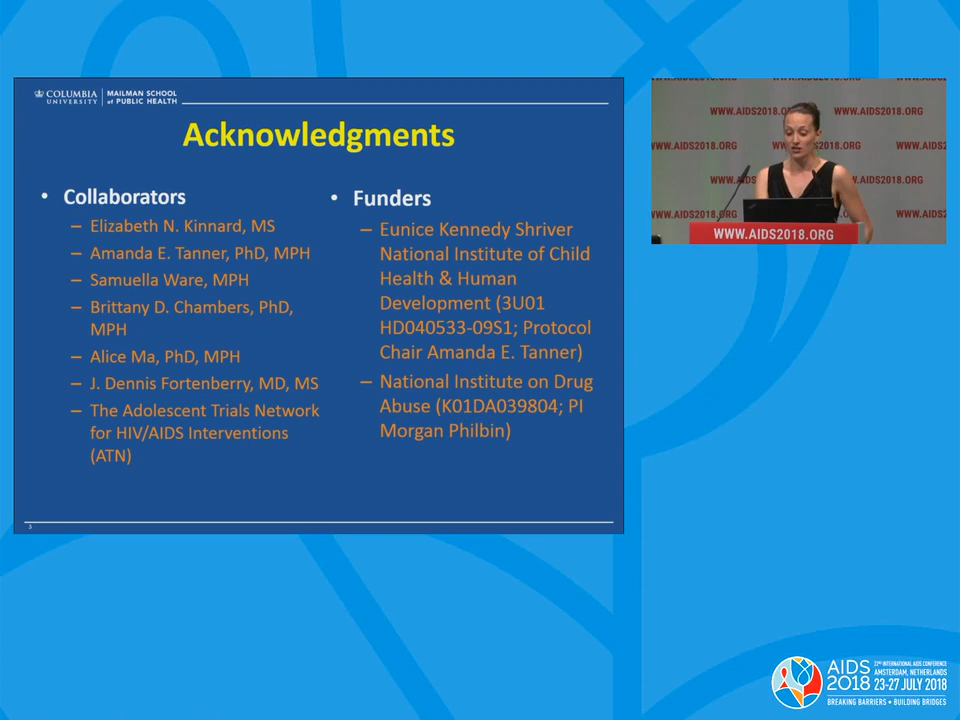 COLUMBIA UNIVERSITY
MAILMAN SCHOOL of PUBLIC HEALTH
Acknowledgments
• Collaborators
– Elizabeth N. Kinnard, MS
– Amanda E. Tanner, PhD, MPH
– Samuella Ware, MPH
– Brittany D. Chambers, PhD,
MPH
– Alice Ma, PhD, MPH
– J. Dennis Fortenberry, MD, MS
– The Adolescent Trials Network
for HIV/AIDS Interventions
(ATN)
• Funders
– Eunice Kennedy Shriver
National Institute of Child
Health & Human
Development (3U01
HD040533-09S1; Protocol
Chair Amanda E. Tanner)
– National Institute on Drug
Abuse (K01DA039804; PI
Morgan Philbin)
3
WWW.AIDS2018.ORG WWW.AIDS2018.ORG
WWW.AIDS2018.ORG
WWW.AIDS2018.ORG
AIDS 2018
22ND INTERNATIONAL AIDS CONFERENCE
AMSTERDAM, NETHERLANDS
23-27 JULY 2018
BREAKING BARRIERS • BUILDING BRIDGES